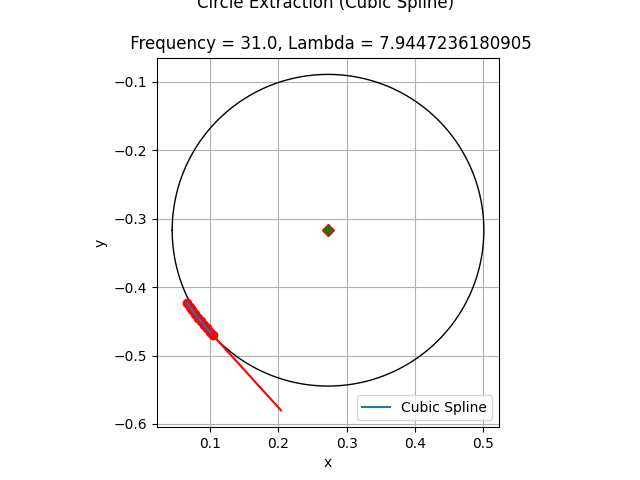 Circle Extraction (Cubic Spline)
Frequency = 31.0, Lambda = 7.9447236180905
−0.1
−0.2
−0.3
−0.4
−0.5
−0.6
y
0.1
0.2
0.3
0.4
0.5
x
Cubic Spline